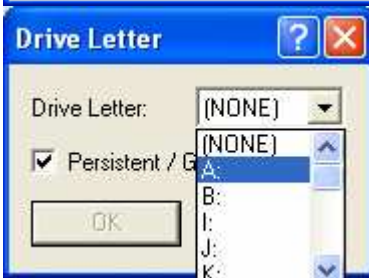 Drive Letter
Drive Letter: (NONE)
(NONE)
Persistent / G
A:
B:
OK
I:
J:
K: